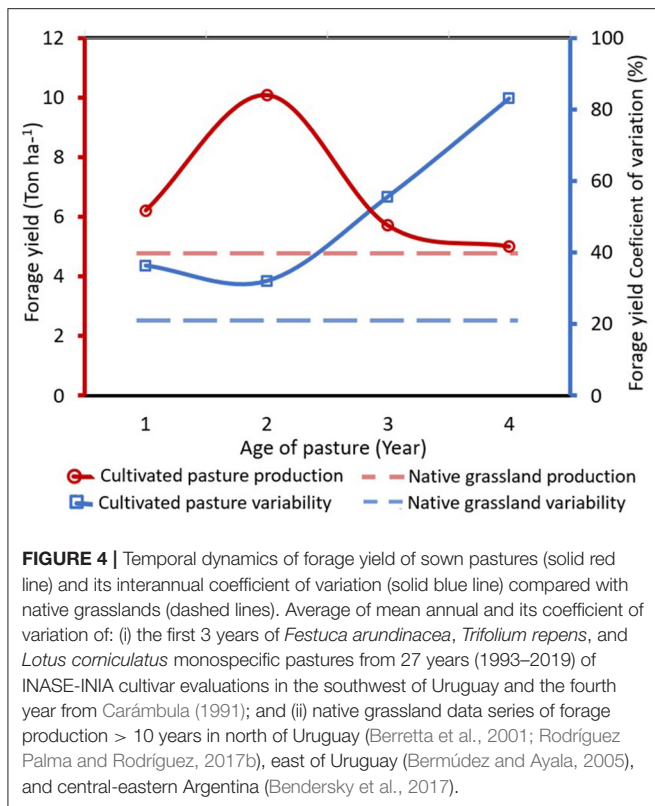 12
10
8
6
4
2
0
100
80
60
40
20
0
Forage yield (Ton ha-1)
Forage yield Coeficient of variation (%)
1 2 3 4
Age of pasture (Year)
Cultivated pasture production Native grassland production
Cultivated pasture variability Native grassland variability
FIGURE 4 | Temporal dynamics of forage yield of sown pastures (solid red
line) and its interannual coefficient of variation (solid blue line) compared with
native grasslands (dashed lines). Average of mean annual and its coefficient of
variation of: (i) the first 3 years of Festuca arundinacea, Trifolium repens, and
Lotus corniculatus monospecific pastures from 27 years (1993–2019) of
INASE-INIA cultivar evaluations in the southwest of Uruguay and the fourth
year from Carámbula (1991); and (ii) native grassland data series of forage
production > 10 years in north of Uruguay (Berretta et al., 2001; Rodríguez
Palma and Rodríguez, 2017b), east of Uruguay (Bermúdez and Ayala, 2005),
and central-eastern Argentina (Bendersky et al., 2017).